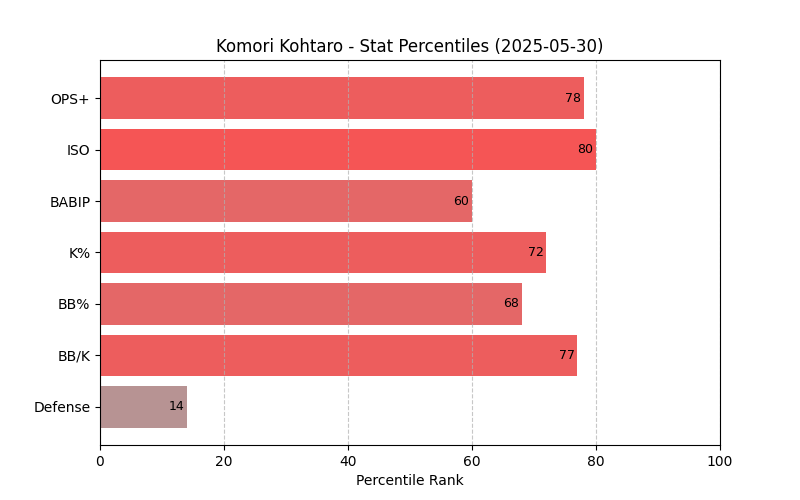 Komori Kohtaro - Stat Percentiles (2025-05-30)
OPS+ 78
ISO 80
BABIP 60
K% 72
BB% 68
BB/K 77
Defense 14
0 20 40 60 80 100
Percentile Rank